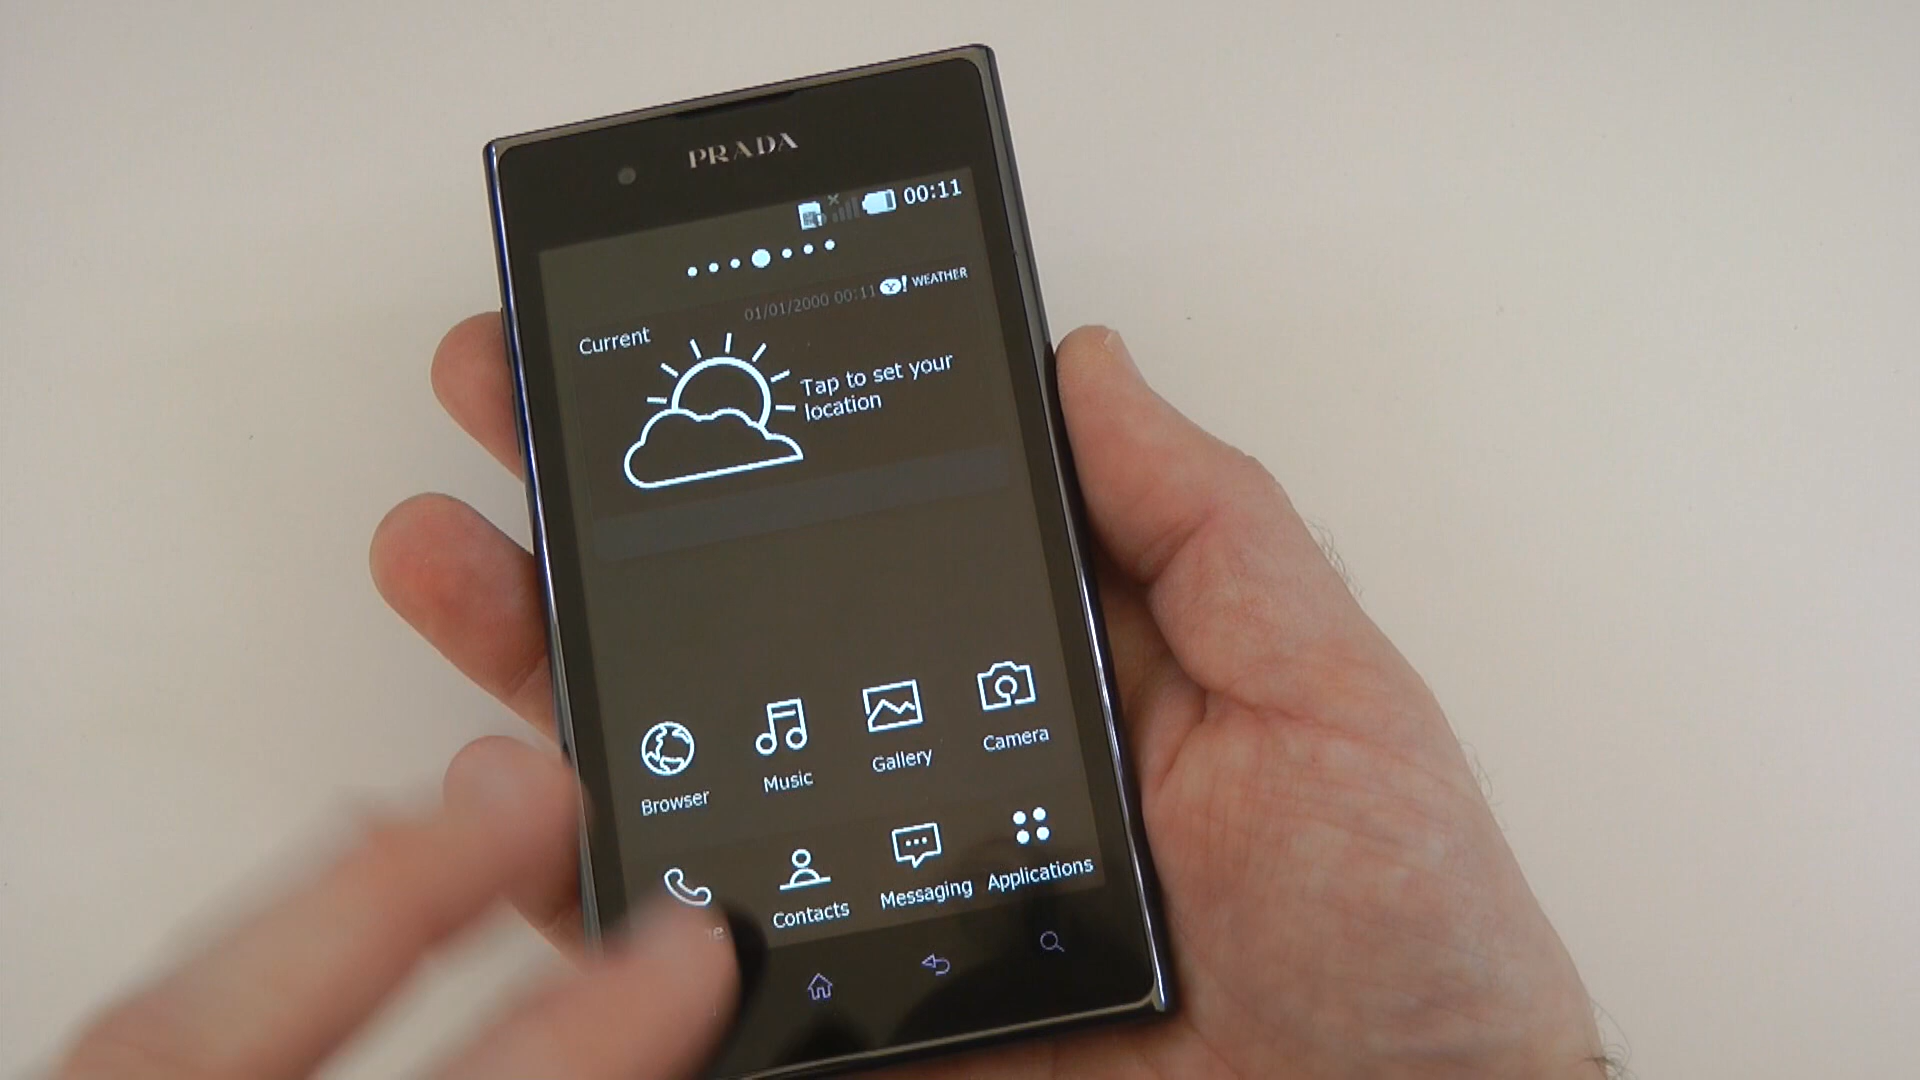 PRADA
00:11
01/01/2000 00:11 Y! WEATHER
Current
Tap to set your
location
Browser
Music
Gallery
Camera
Contacts
Messaging
Applications